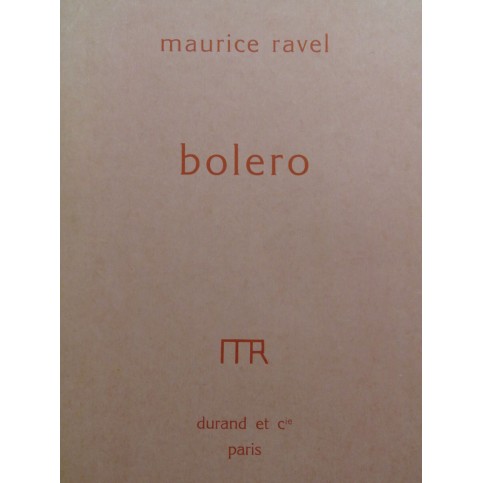 maurice ravel
bolero
MR
durand et cie
paris